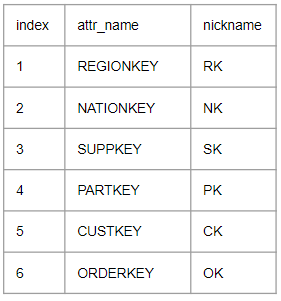 index attr_name nickname
1 REGIONKEY RK
2 NATIONKEY NK
3 SUPPKEY SK
4 PARTKEY PK
5 CUSTKEY CK
6 ORDERKEY OK